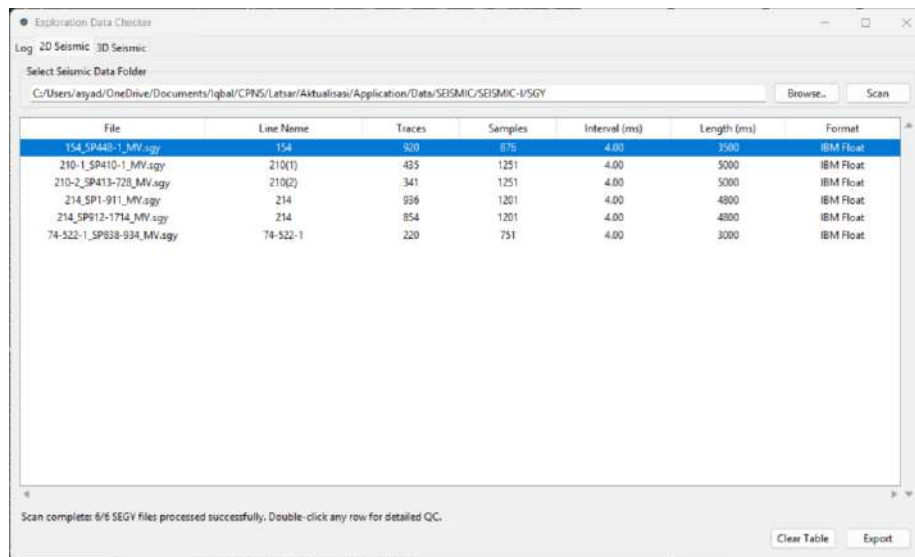 Exploration Data Checker
Log 2D Seismic 3D Seismic
Select Seismic Data Folder
C:/Users/asyad/OneDrive/Documents/Iqbal/CPNS/Latsar/Aktualisasi/Application/Data/SEISMIC/SEISMIC-I/SGY Browse.. Scan
File Line Name Traces Samples Interval (ms) Length (ms) Format
154_SP448-1_MV.sgy 154 920 876 4.00 3500 IBM Float
210-1_SP410-1_MV.sgy 210(1) 435 1251 4.00 5000 IBM Float
210-2_SP413-728_MV.sgy 210(2) 341 1251 4.00 5000 IBM Float
214_SP1-911_MV.sgy 214 936 1201 4.00 4800 IBM Float
214_SP912-1714_MV.sgy 214 854 1201 4.00 4800 IBM Float
74-522-1_SP838-934_MV.sgy 74-522-1 220 751 4.00 3000 IBM Float
Scan complete: 6/6 SEGY files processed successfully. Double-click any row for detailed QC.
Clear Table Export